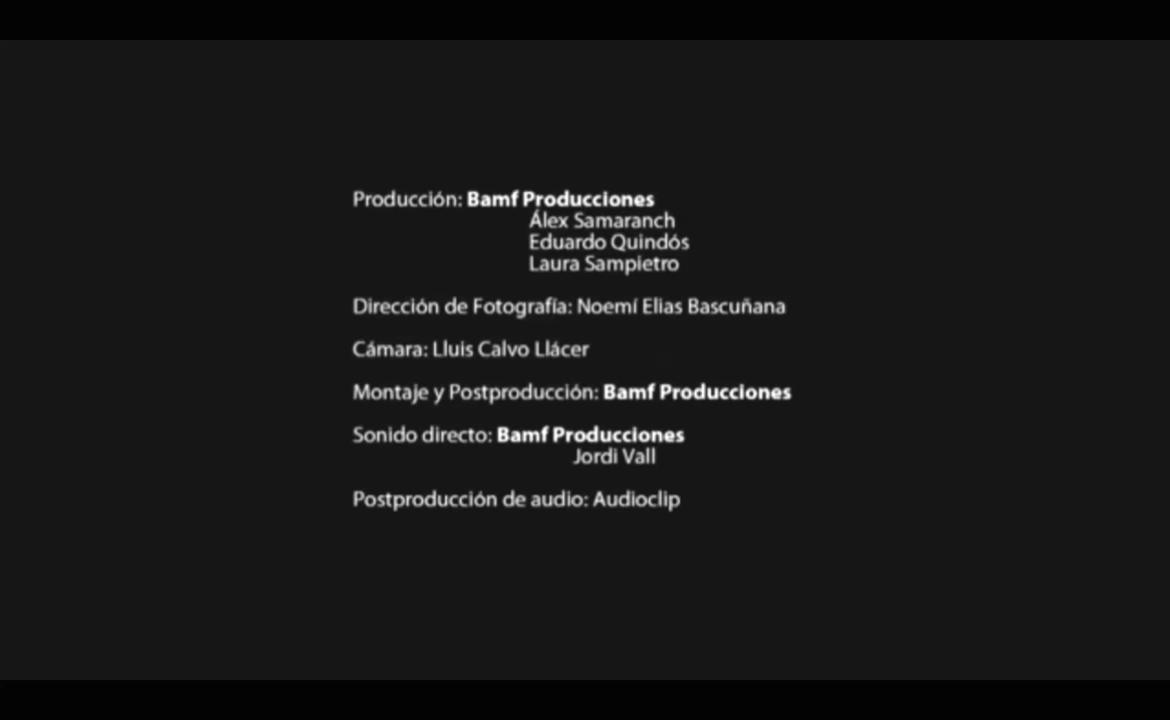 Producción: Bamf Producciones
Álex Samaranch
Eduardo Quindós
Laura Sampietro
Dirección de Fotografía: Noemí Elias Bascuñana
Cámara: Lluis Calvo Llácer
Montaje y Postproducción: Bamf Producciones
Sonido directo: Bamf Producciones
Jordi Vall
Postproducción de audio: Audioclip